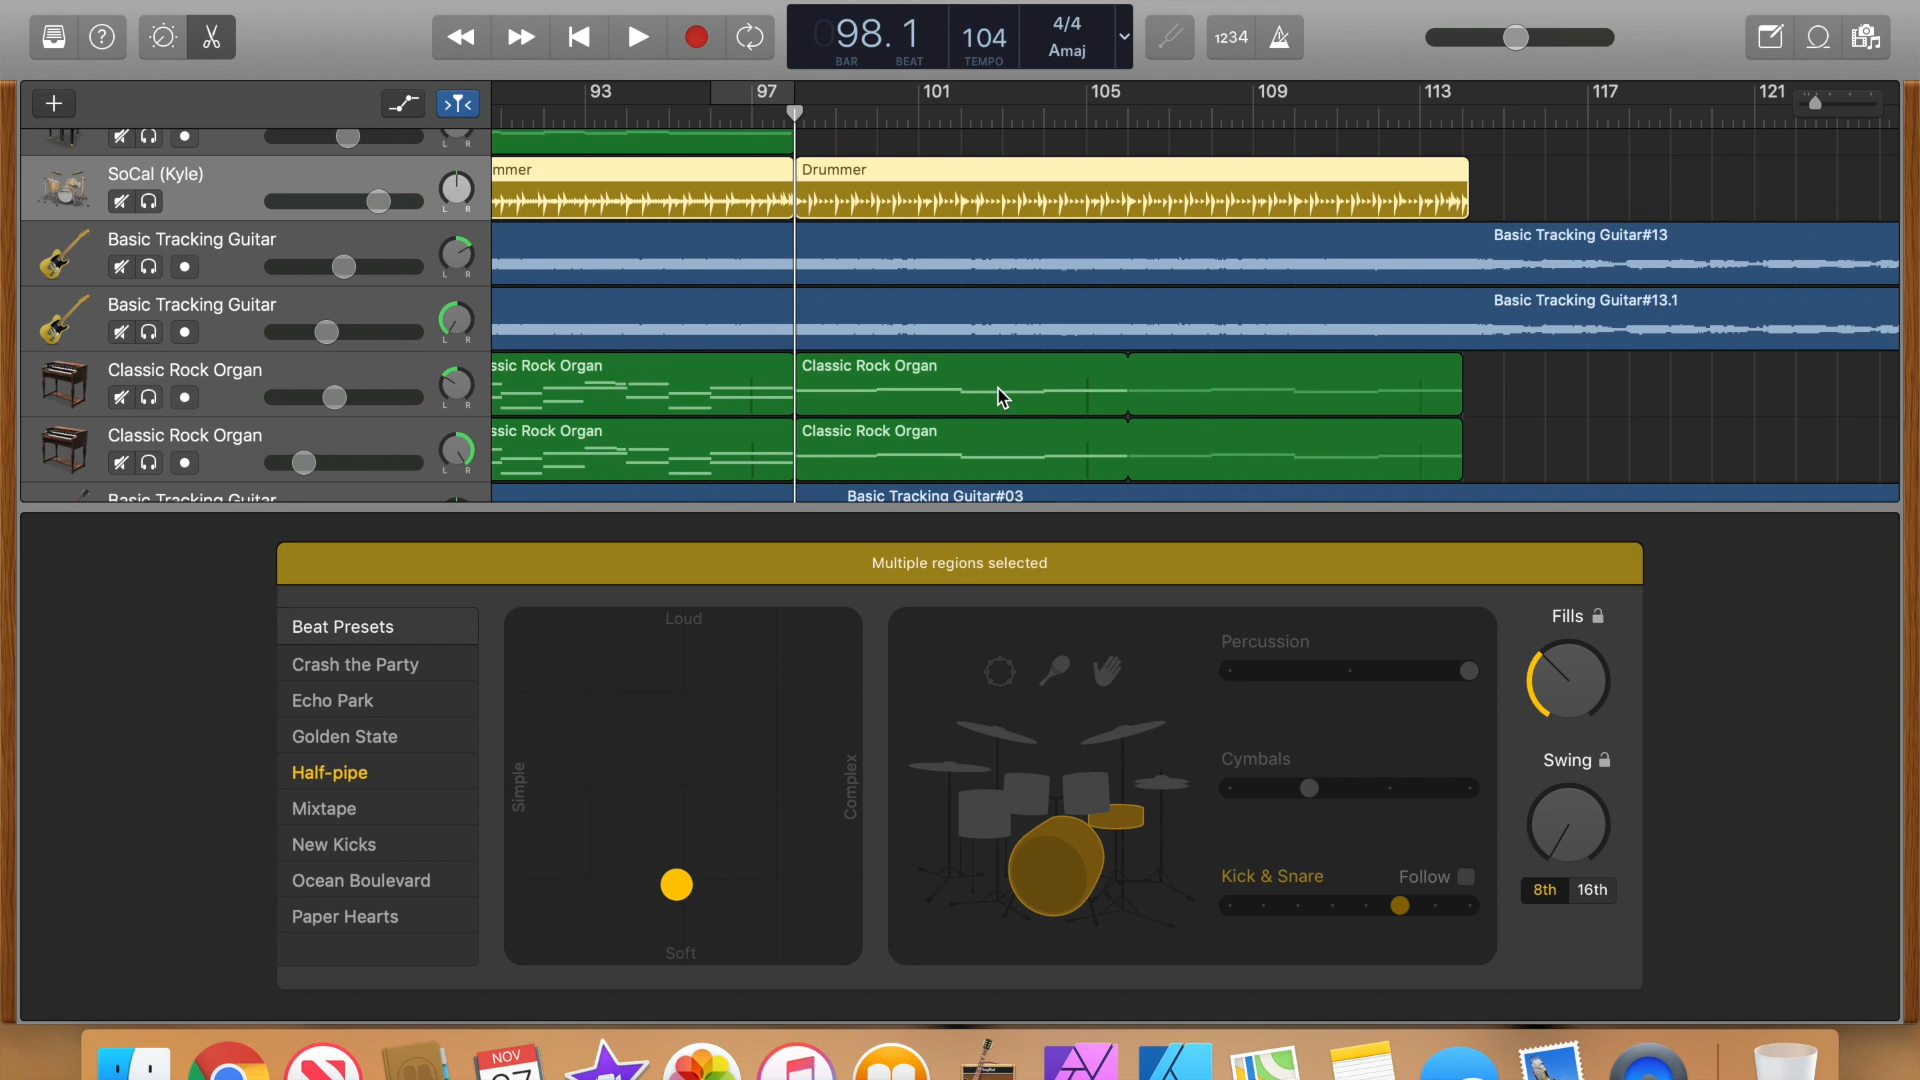 098.1
BAR
BEAT
104
TEMPO
4/4
Amaj
1234
93
97
101
105
109
113
117
121
L R
SoCal (Kyle)
L R
mmer
Drummer
Basic Tracking Guitar
L R
Basic Tracking Guitar#13
Basic Tracking Guitar
L R
Basic Tracking Guitar#13.1
Classic Rock Organ
L R
ssic Rock Organ
Classic Rock Organ
Classic Rock Organ
L R
ssic Rock Organ
Classic Rock Organ
Basic Tracking Guitar
Basic Tracking Guitar#03
Multiple regions selected
Beat Presets
Crash the Party
Echo Park
Golden State
Half-pipe
Mixtape
New Kicks
Ocean Boulevard
Paper Hearts
Loud
Simple
Complex
Soft
Percussion
Cymbals
Kick & Snare
Follow
Fills
Swing
8th
16th
NOV